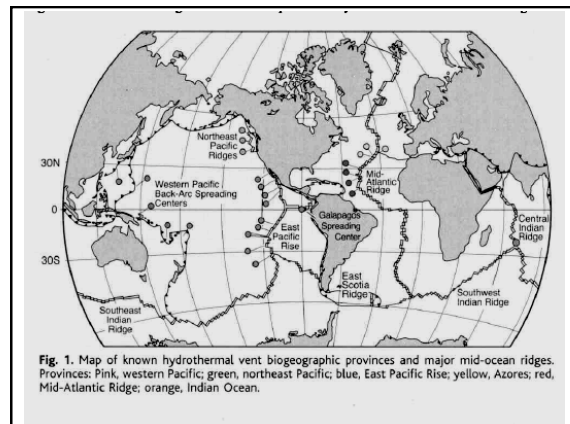 Northeast
Pacific
Ridges
30N
Western Pacific
Back-Arc Spreading
Centers
Mid-
Atlantic
Ridge
0
Galapagos
Spreading
Center
Central
Indian
Ridge
East
Pacific
Rise
30S
East
Scotia
Ridge
Southwest
Indian Ridge
Southeast
Indian
Ridge
Fig. 1. Map of known hydrothermal vent biogeographic provinces and major mid-ocean ridges.
Provinces: Pink, western Pacific; green, northeast Pacific; blue, East Pacific Rise; yellow, Azores; red,
Mid-Atlantic Ridge; orange, Indian Ocean.